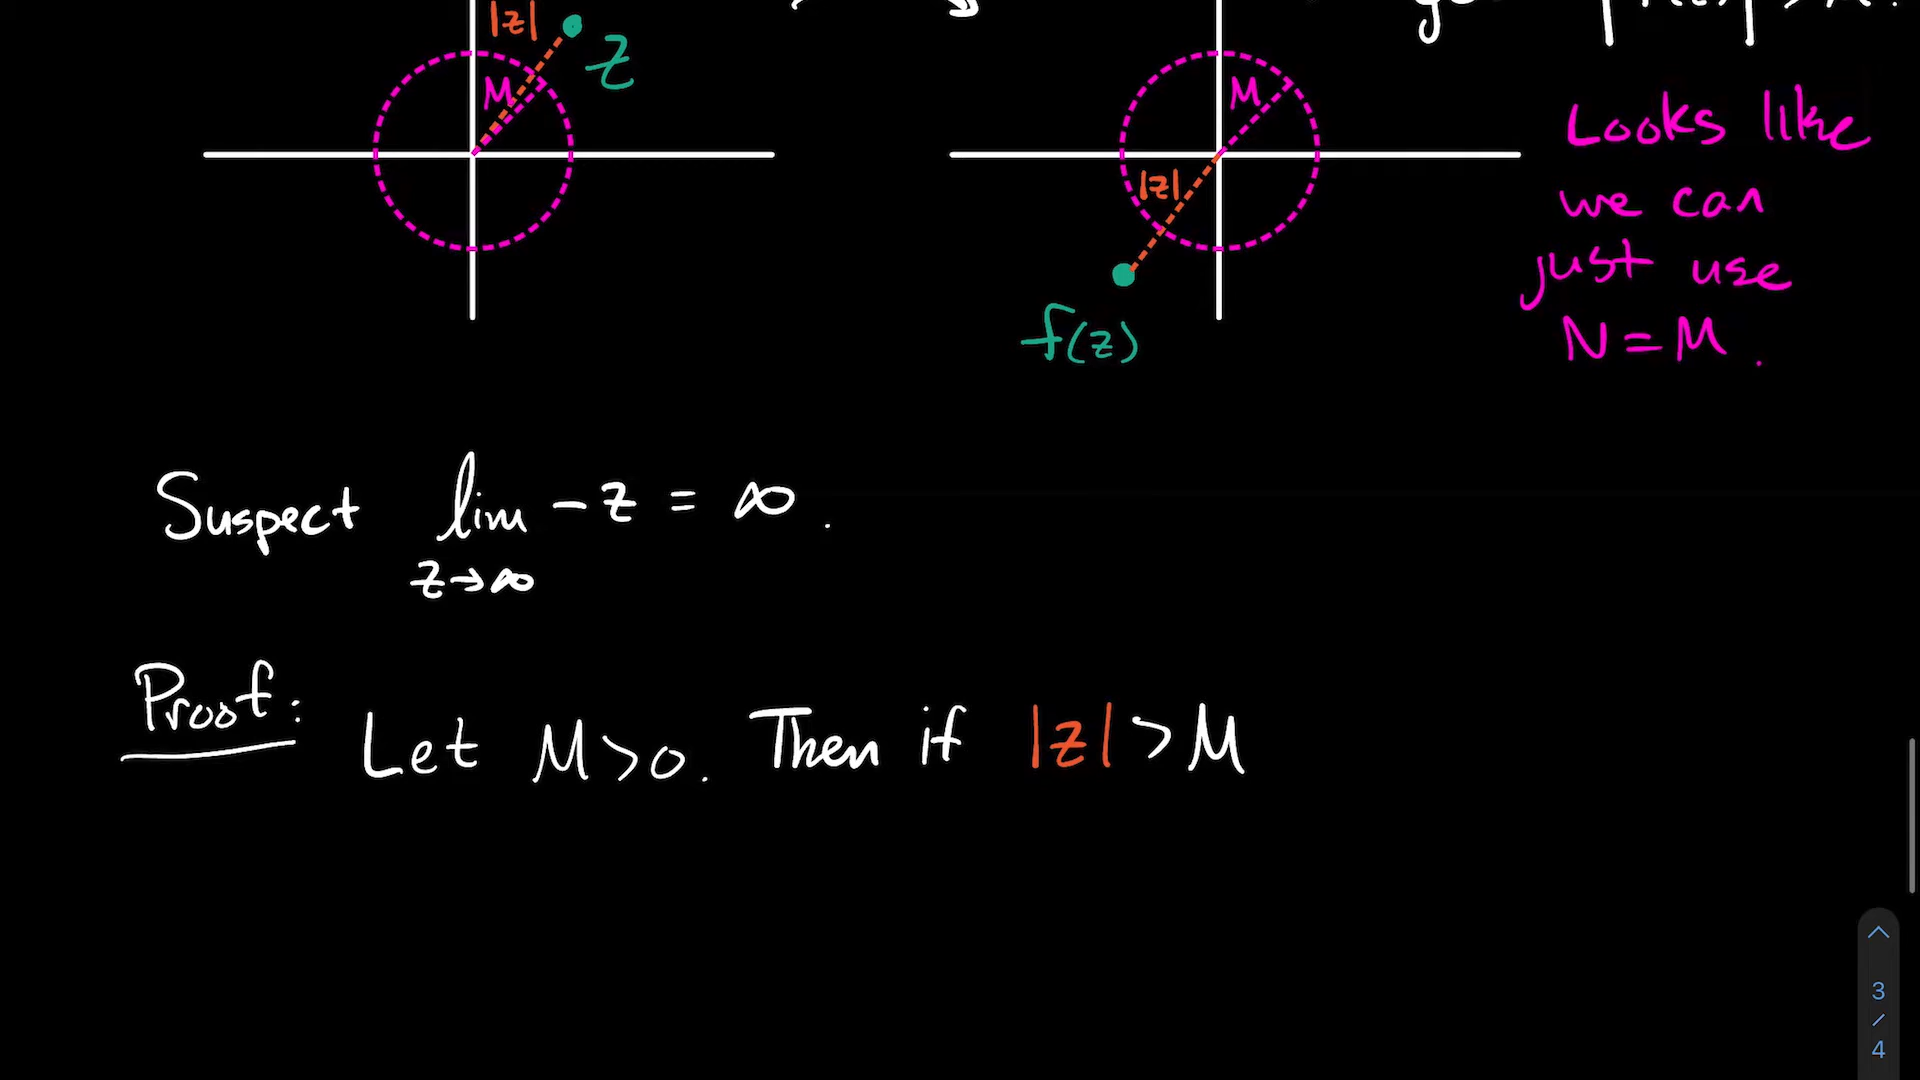 |z|
z
M
M
|z|
f(z)
Looks like
we can
just use
N = M.
Suspect lim -z = ∞.
z→∞
Proof: Let M>0. Then if |z| > M
3
/
4